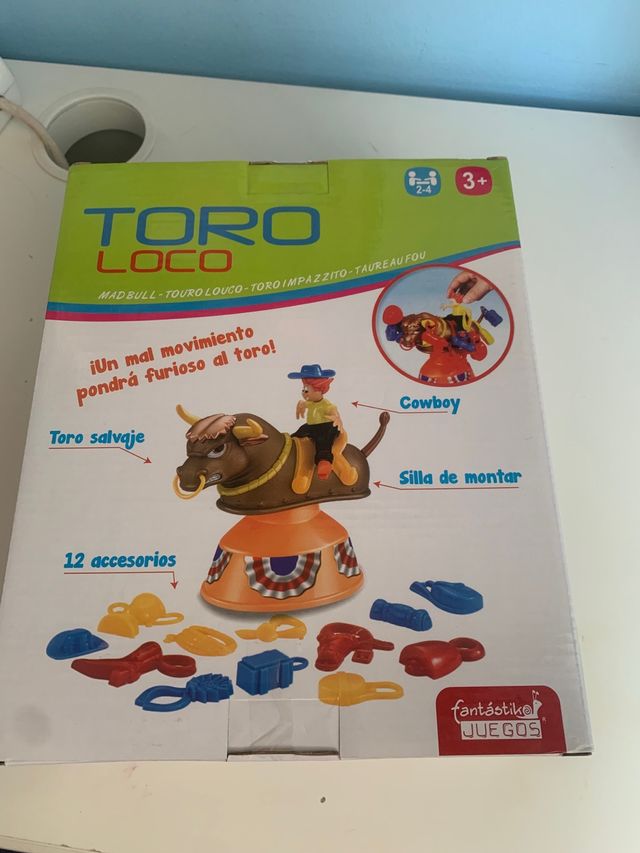 2-4
3+
TORO
LOCO
MAD BULL - TOURO LOUCO - TORO IMPAZZITO - TAUREAU FOU
¡Un mal movimiento
pondrá furioso al toro!
Cowboy
Toro salvaje
Silla de montar
12 accesorios
fantástiko
JUEGOS